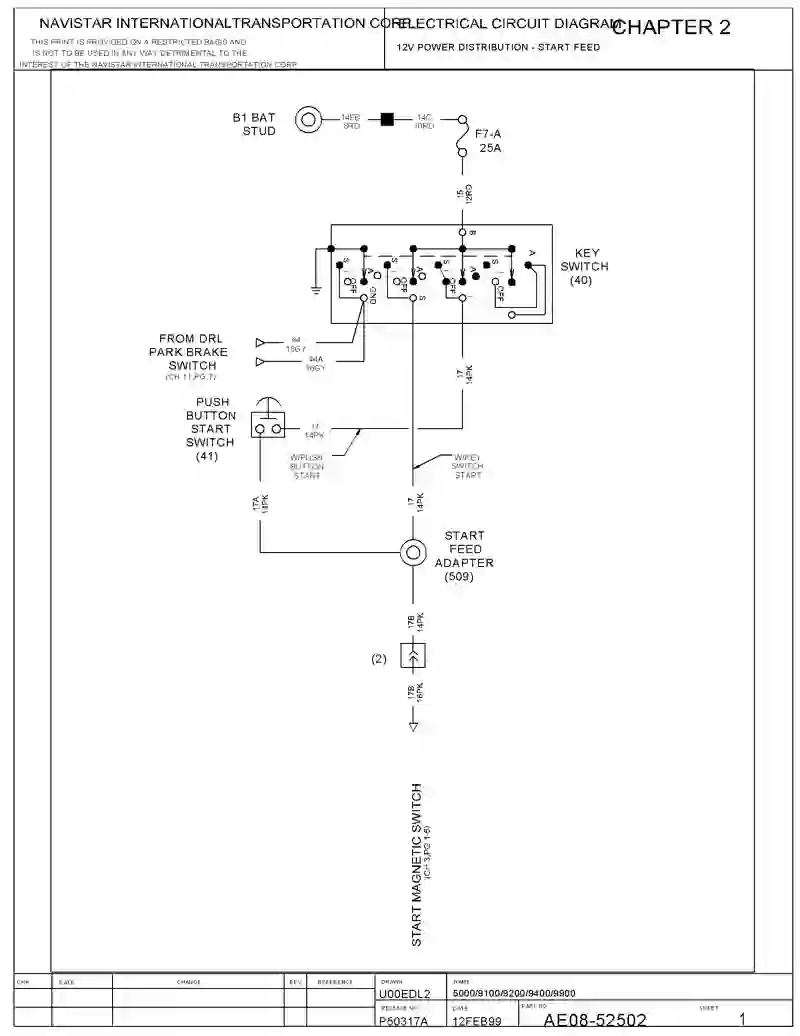 NAVISTAR INTERNATIONALTRANSPORTATION CORP.
ELECTRICAL CIRCUIT DIAGRAM
CHAPTER 2
THIS PRINT IS PROVIDED ON A RESTRICTED BASIS AND
IS NOT TO BE USED IN ANY WAY DETRIMENTAL TO THE
INTEREST OF THE NAVISTAR INTERNATIONAL TRANSPORTATION CORP.
12V POWER DISTRIBUTION - START FEED
B1 BAT
STUD
14EB
14C
F7-A
25A
15
12RD
B
KEY
SWITCH
(40)
S
A
OFF
GND
S
A
OFF
S
S
A
OFF
I
S
A
OFF
FROM DRL
PARK BRAKE
SWITCH
(CH 11,PG 7)
94
94A
17
14PK
PUSH
BUTTON
START
SWITCH
(41)
17
14PK
W/PUSH
BUTTON
START
W/KEY
SWITCH
START
17A
14PK
17
14PK
START
FEED
ADAPTER
(509)
17B
14PK
(2)
17B
16PK
START MAGNETIC SWITCH
(CH 3,PG 1-6)
CHK
DATE
CHANGE
REV
REFERENCE
DRAWN
U00EDL2
NAME
5000/9100/9200/9400/9900
RELEASE NO.
P50317A
DATE
12FEB99
PART NO.
AE08-52502
SHEET
1